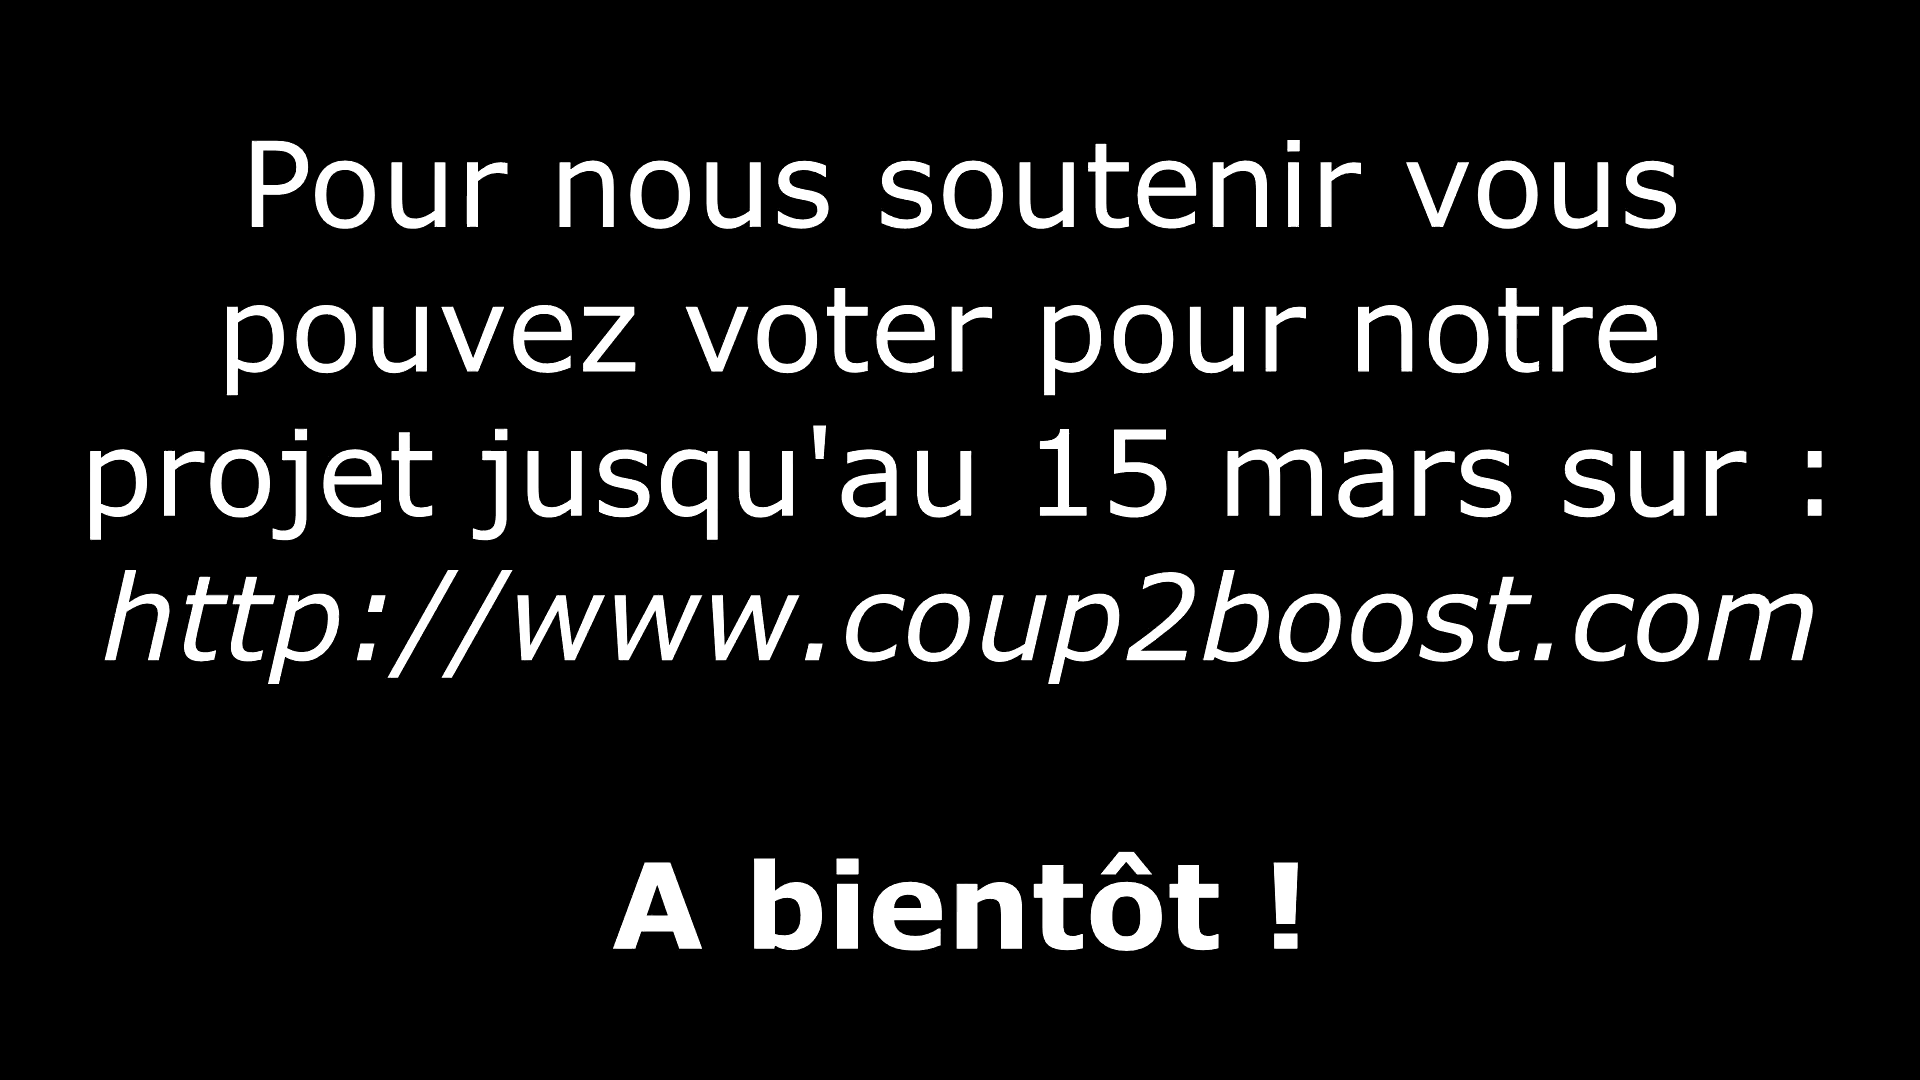 Pour nous soutenir vous
pouvez voter pour notre
projet jusqu'au 15 mars sur :
http://www.coup2boost.com
A bientôt !